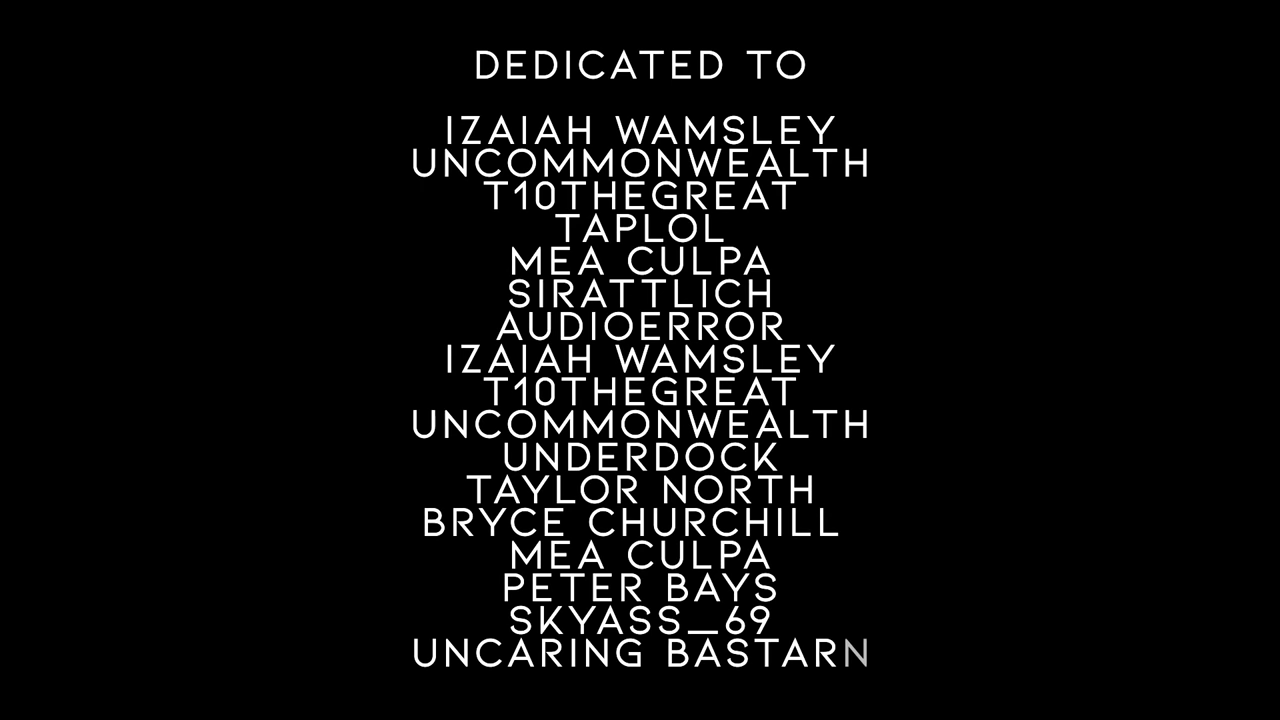 DEDICATED TO
IZAIAH WAMSLEY
UNCOMMONWEALTH
T10THEGREAT
TAPLOL
MEA CULPA
SIRATTLICH
AUDIOERROR
IZAIAH WAMSLEY
T10THEGREAT
UNCOMMONWEALTH
UNDERDOCK
TAYLOR NORTH
BRYCE CHURCHILL
MEA CULPA
PETER BAYS
SKYASS_69
UNCARING BASTARN